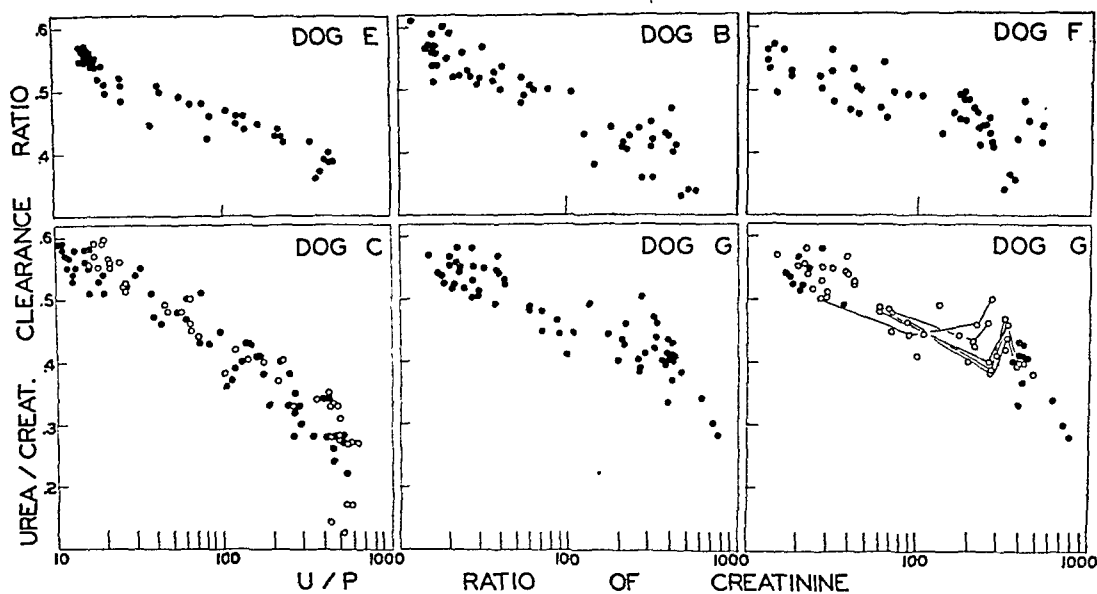 DOG E
DOG B
DOG F
.6
.5
.4
DOG C
DOG G
DOG G
.6
.5
.4
.3
.2
10
100
1000
100
1000
100
1000
UREA / CREAT. CLEARANCE RATIO
U / P RATIO OF CREATININE